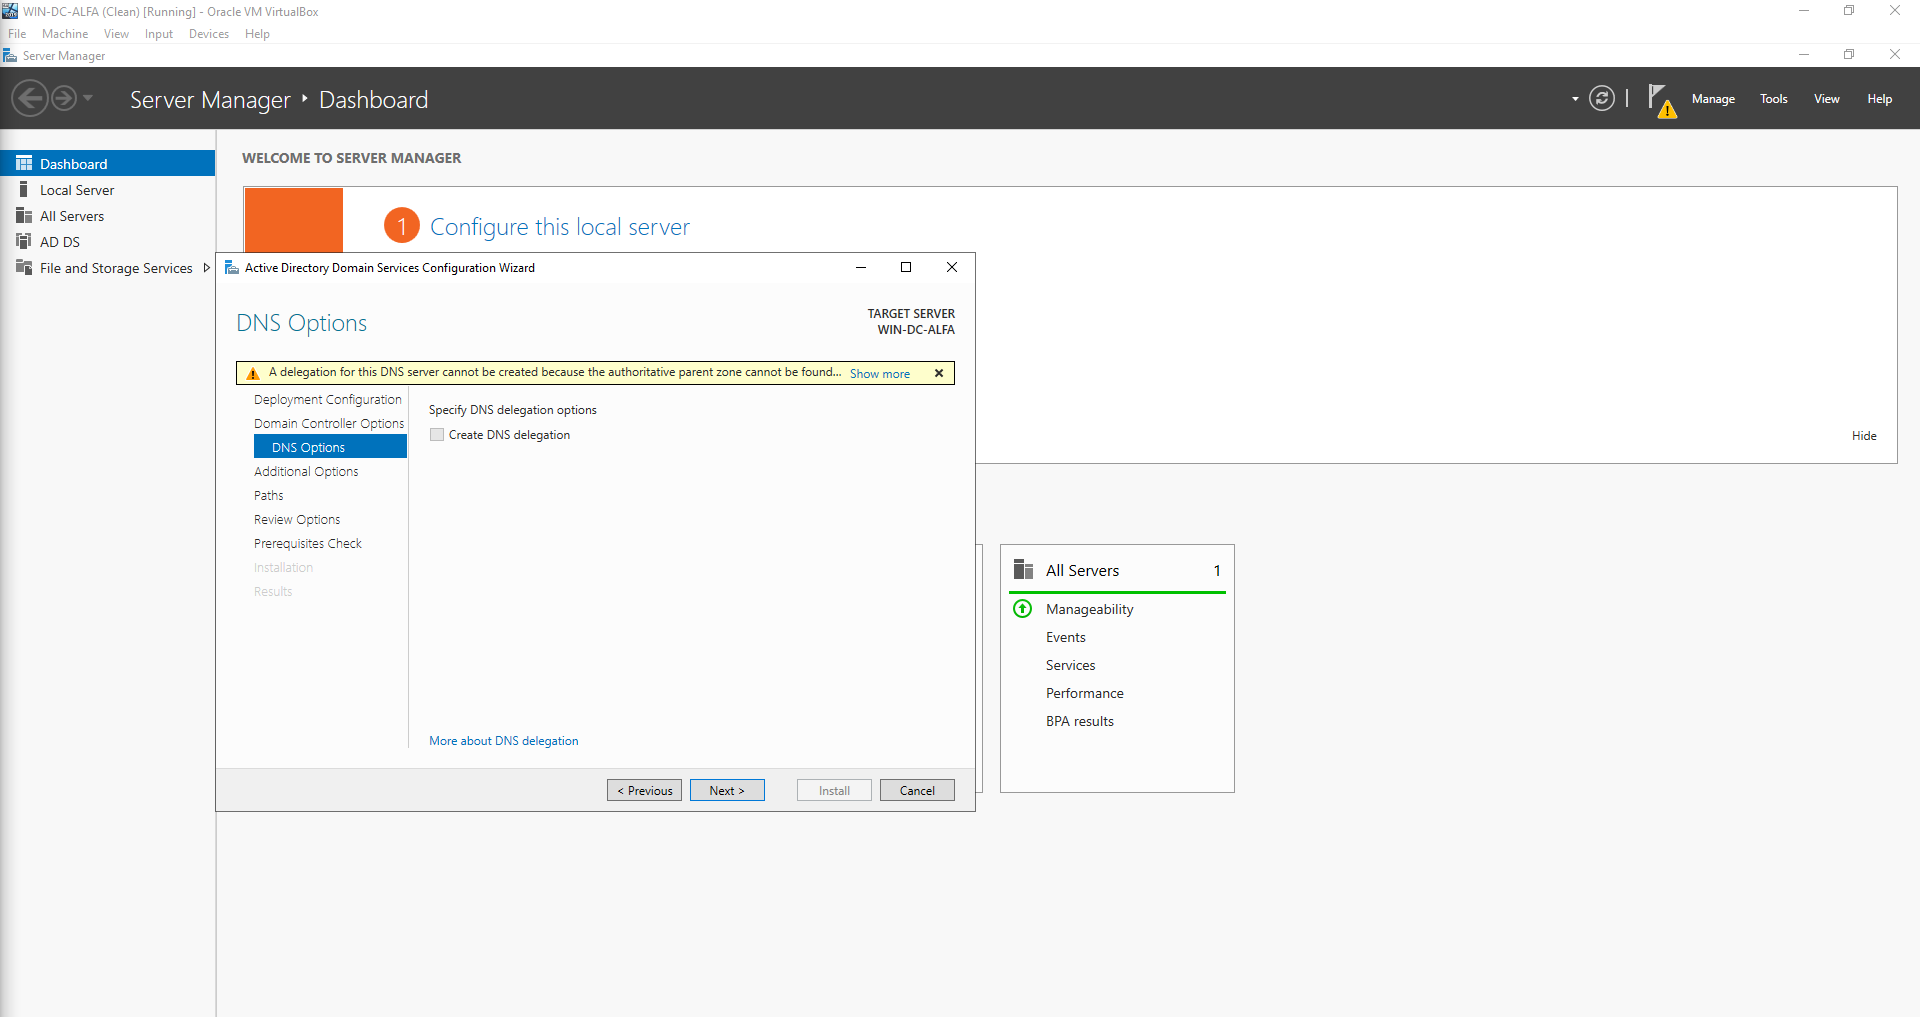 WIN-DC-ALFA (Clean) [Running] - Oracle VM VirtualBox
File Machine View Input Devices Help
Server Manager
Server Manager ‣ Dashboard
Manage Tools View Help
Dashboard
Local Server
All Servers
AD DS
File and Storage Services
WELCOME TO SERVER MANAGER
1 Configure this local server
Hide
Active Directory Domain Services Configuration Wizard
DNS Options
TARGET SERVER
WIN-DC-ALFA
A delegation for this DNS server cannot be created because the authoritative parent zone cannot be found... Show more
Deployment Configuration
Domain Controller Options
DNS Options
Additional Options
Paths
Review Options
Prerequisites Check
Installation
Results
Specify DNS delegation options
Create DNS delegation
More about DNS delegation
< Previous Next > Install Cancel
All Servers 1
Manageability
Events
Services
Performance
BPA results